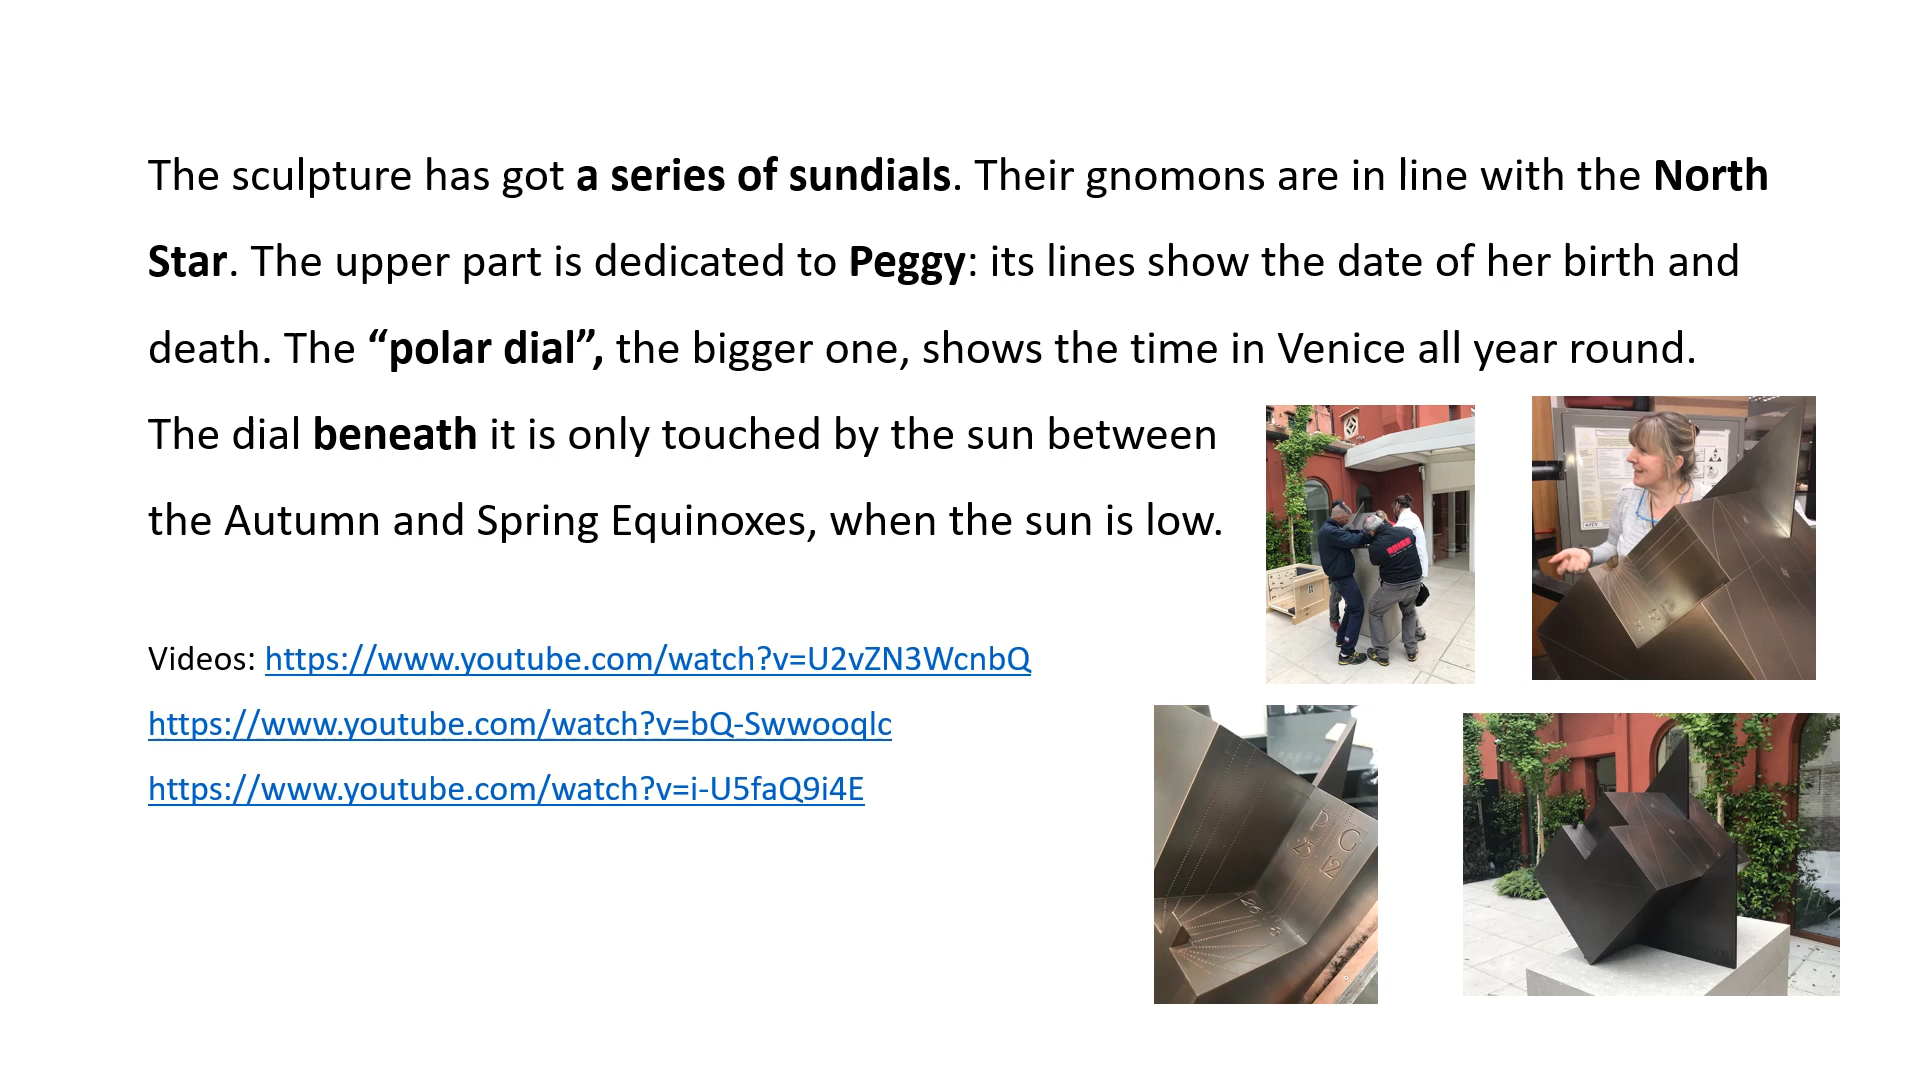 The sculpture has got a series of sundials. Their gnomons are in line with the North
Star. The upper part is dedicated to Peggy: its lines show the date of her birth and
death. The “polar dial”, the bigger one, shows the time in Venice all year round.
The dial beneath it is only touched by the sun between
the Autumn and Spring Equinoxes, when the sun is low.
Videos: https://www.youtube.com/watch?v=U2vZN3WcnbQ
https://www.youtube.com/watch?v=bQ-Swwooqlc
https://www.youtube.com/watch?v=i-U5faQ9i4E
P G
23 12
26